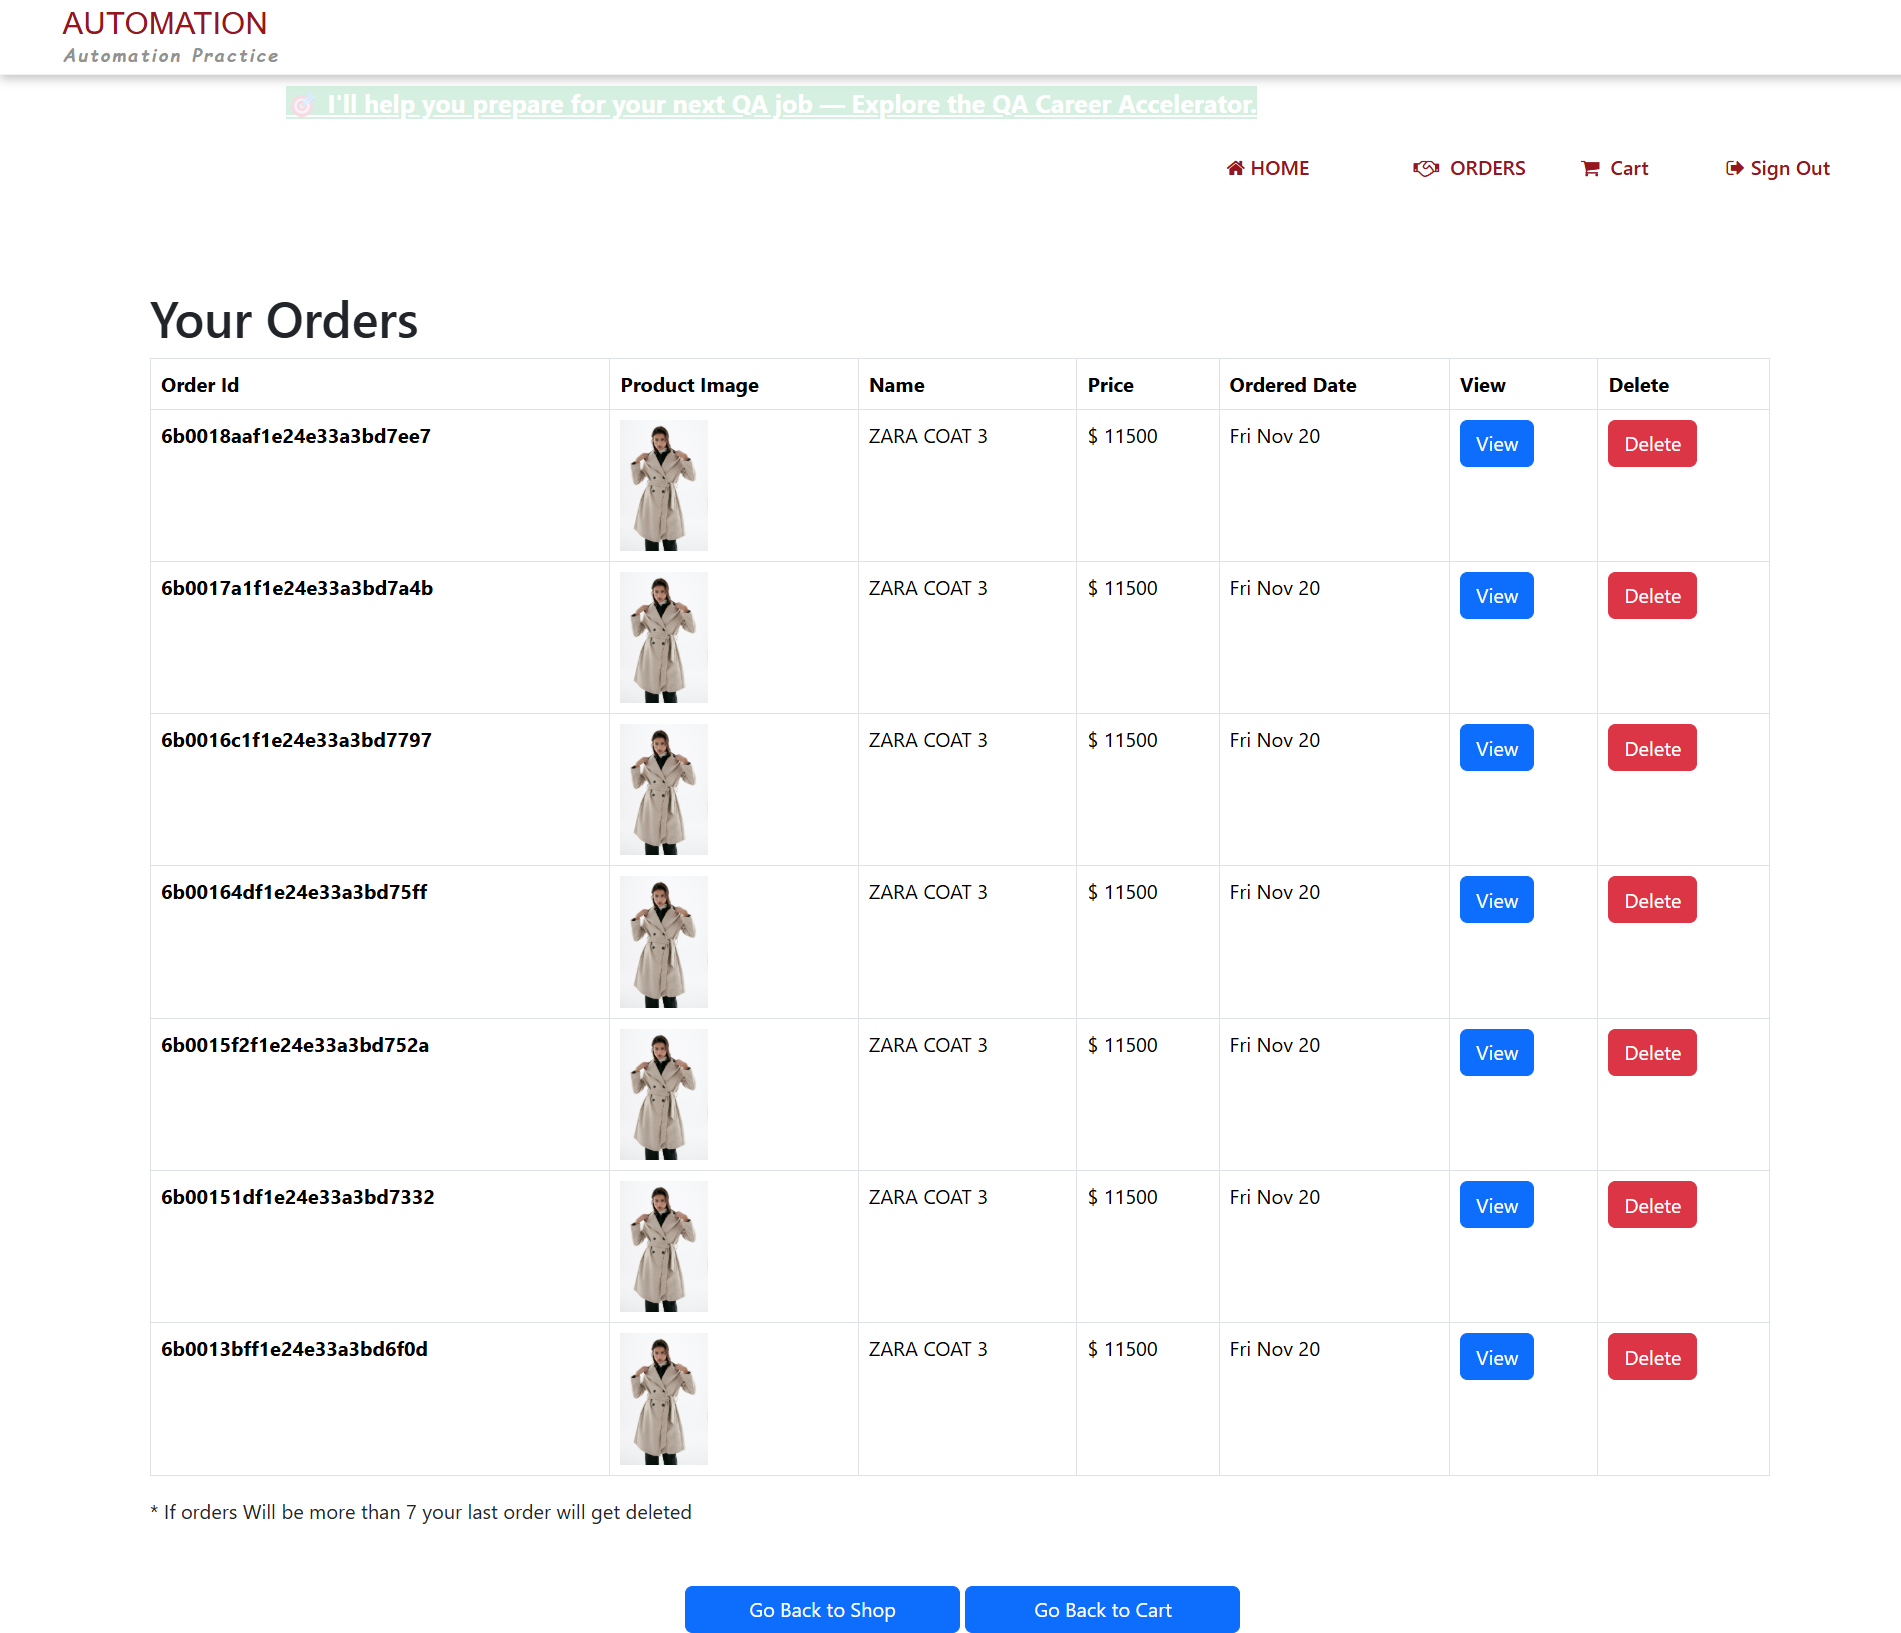 AUTOMATION
Automation Practice
🎯 I'll help you prepare for your next QA job — Explore the QA Career Accelerator.
HOME ORDERS Cart Sign Out
Your Orders
Order Id Product Image Name Price Ordered Date View Delete
6b0018aaf1e24e33a3bd7ee7 ZARA COAT 3 $ 11500 Fri Nov 20 View Delete
6b0017a1f1e24e33a3bd7a4b ZARA COAT 3 $ 11500 Fri Nov 20 View Delete
6b0016c1f1e24e33a3bd7797 ZARA COAT 3 $ 11500 Fri Nov 20 View Delete
6b00164df1e24e33a3bd75ff ZARA COAT 3 $ 11500 Fri Nov 20 View Delete
6b0015f2f1e24e33a3bd752a ZARA COAT 3 $ 11500 Fri Nov 20 View Delete
6b00151df1e24e33a3bd7332 ZARA COAT 3 $ 11500 Fri Nov 20 View Delete
6b0013bff1e24e33a3bd6f0d ZARA COAT 3 $ 11500 Fri Nov 20 View Delete
* If orders Will be more than 7 your last order will get deleted
Go Back to Shop Go Back to Cart